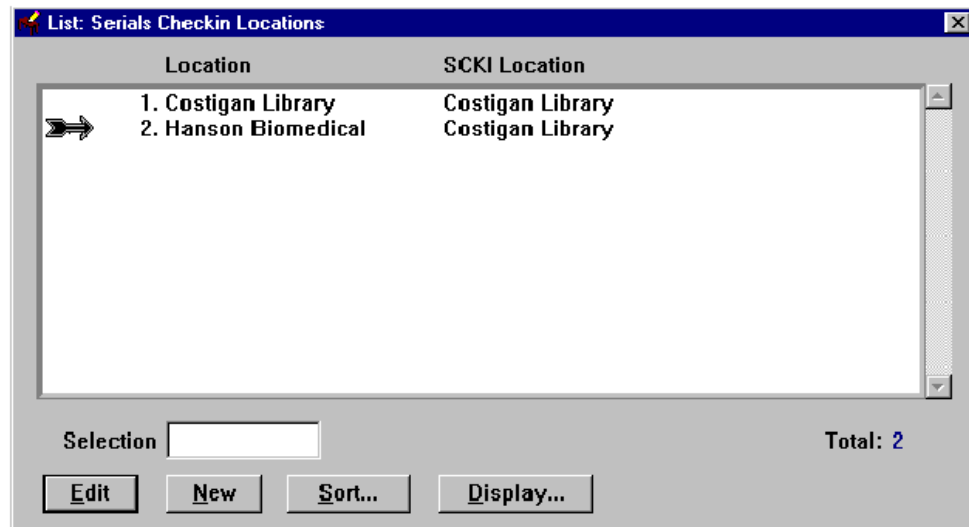 List: Serials Checkin Locations
Location SCKI Location
1. Costigan Library Costigan Library
2. Hanson Biomedical Costigan Library
Selection Total: 2
Edit New Sort... Display...